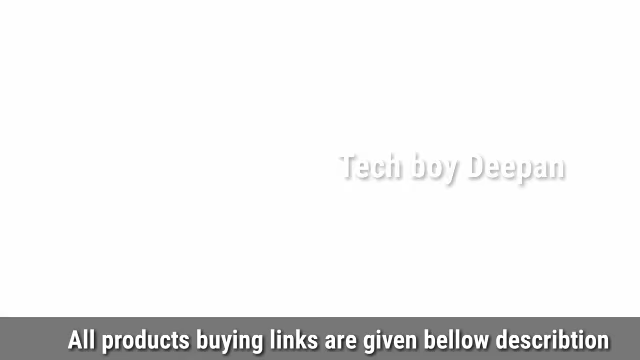 Tech boy Deepan
All products buying links are given bellow describtion